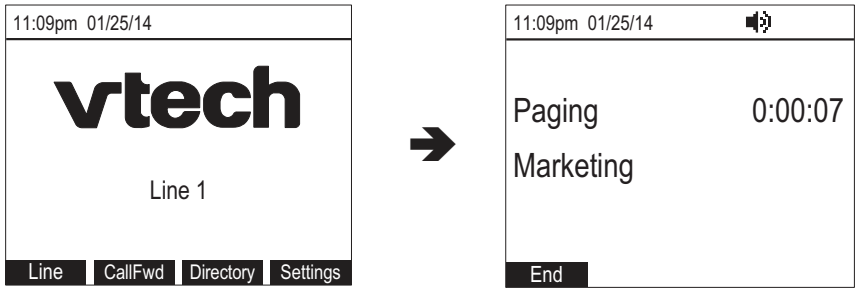 11:09pm 01/25/14
vtech
Line 1
Line CallFwd Directory Settings
11:09pm 01/25/14
Paging 0:00:07
Marketing
End